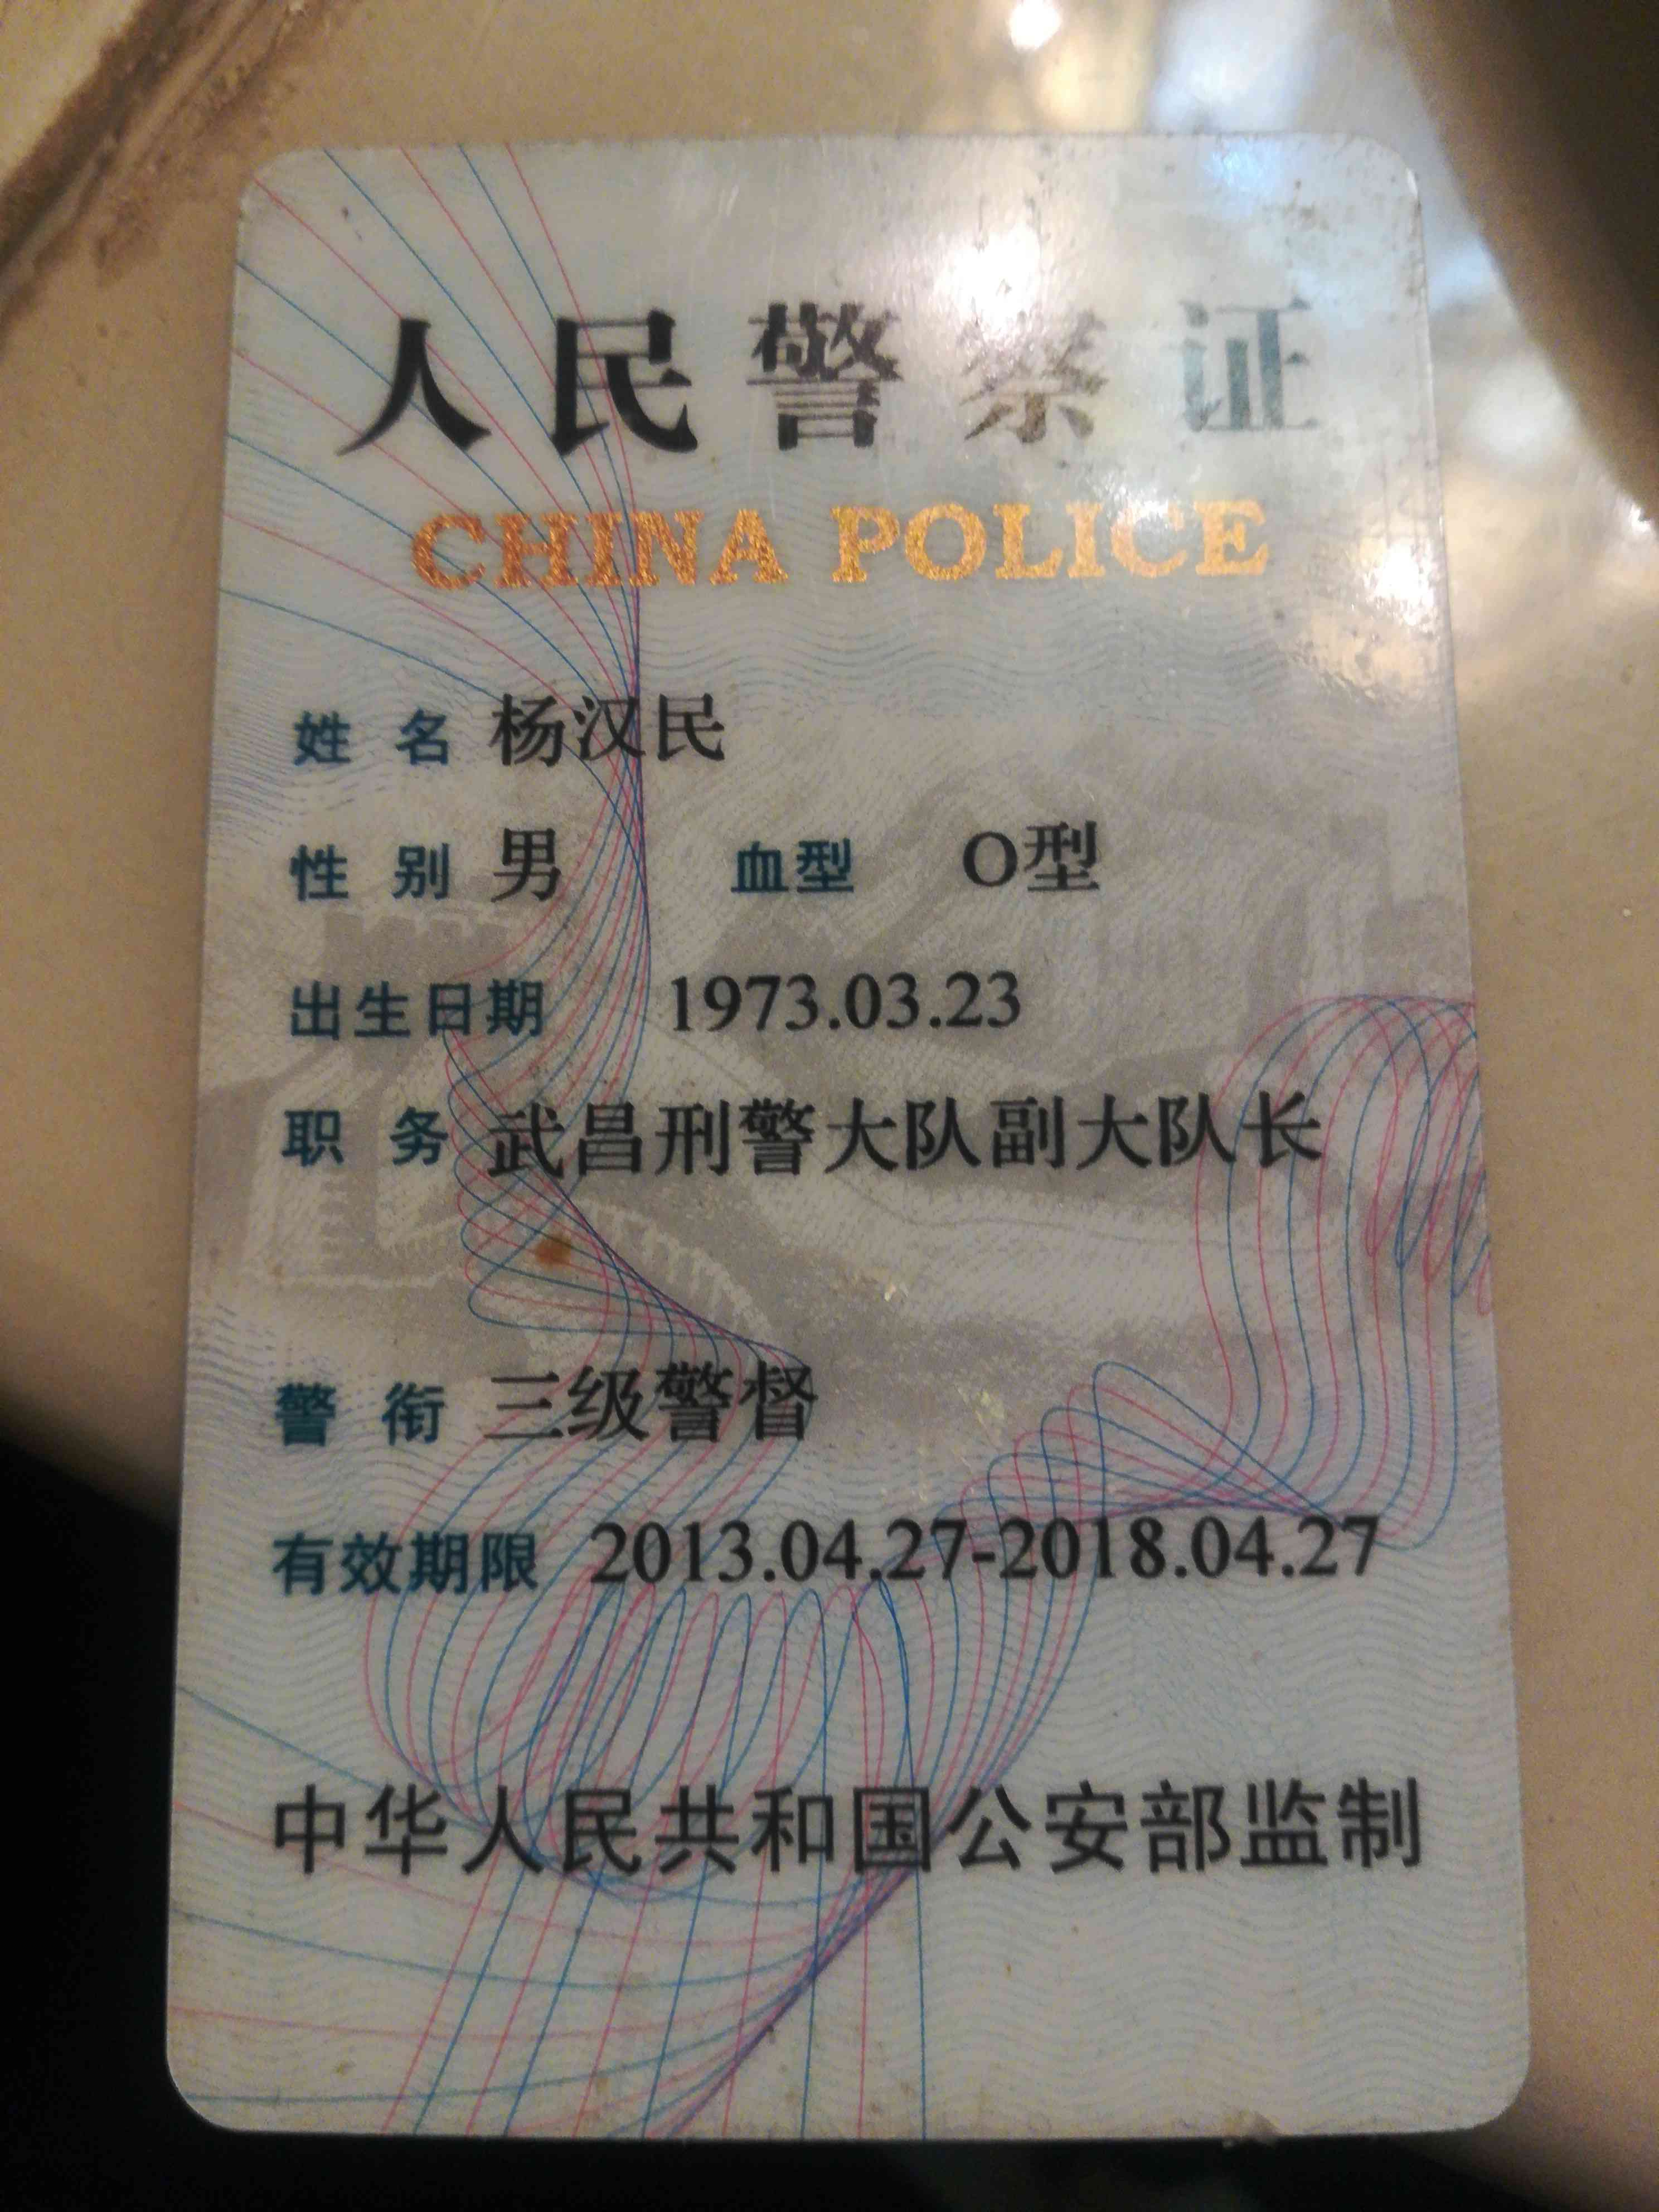 人民警察证
CHINA POLICE
姓 名 杨汉民
性 别 男 血型 O型
出生日期 1973.03.23
职 务 武昌刑警大队副大队长
警 衔 三级警督
有效期限 2013.04.27-2018.04.27
中华人民共和国公安部监制